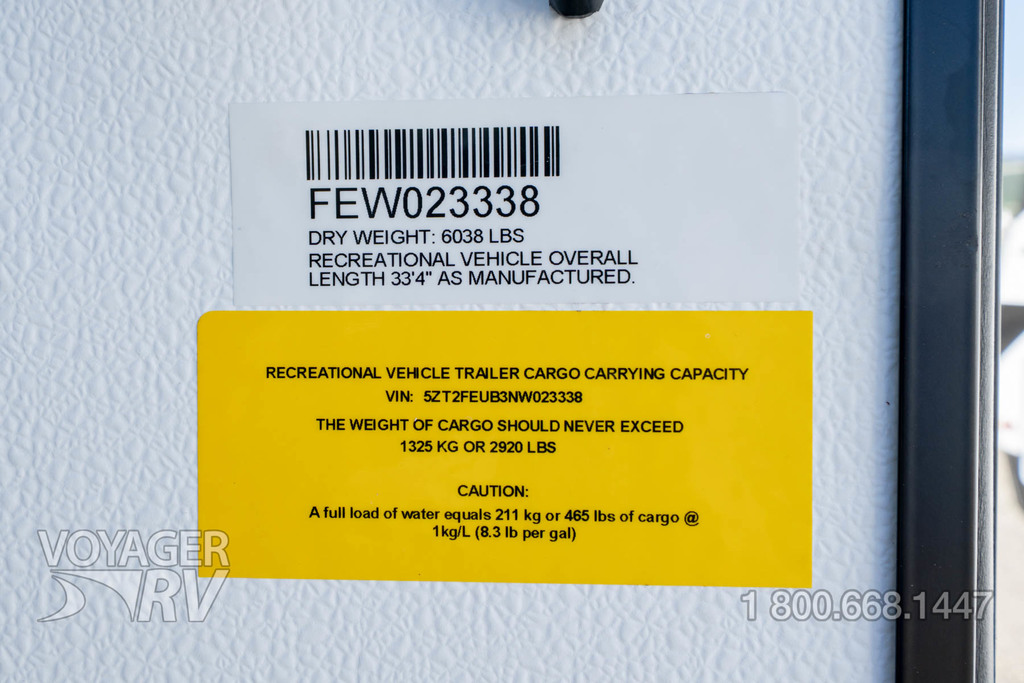 FEW023338
DRY WEIGHT: 6038 LBS
RECREATIONAL VEHICLE OVERALL
LENGTH 33'4" AS MANUFACTURED.
RECREATIONAL VEHICLE TRAILER CARGO CARRYING CAPACITY
VIN: 5ZT2FEUB3NW023338
THE WEIGHT OF CARGO SHOULD NEVER EXCEED
1325 KG OR 2920 LBS
CAUTION:
A full load of water equals 211 kg or 465 lbs of cargo @
1kg/L (8.3 lb per gal)
VOYAGER
RV
1 800.668.1447